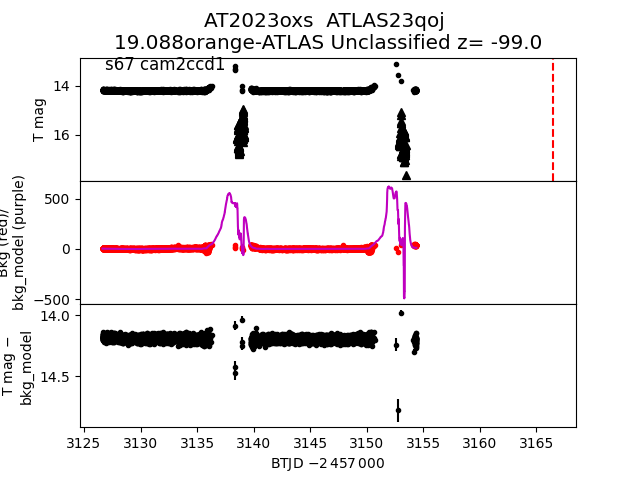 AT2023oxs  ATLAS23qoj
19.088orange-ATLAS Unclassified z= -99.0
s67 cam2ccd1
14
16
T mag
500
0
−500
Bkg (red)/
bkg_model (purple)
14.0
14.5
T mag −
bkg_model
3125 3130 3135 3140 3145 3150 3155 3160 3165
BTJD −2 457 000